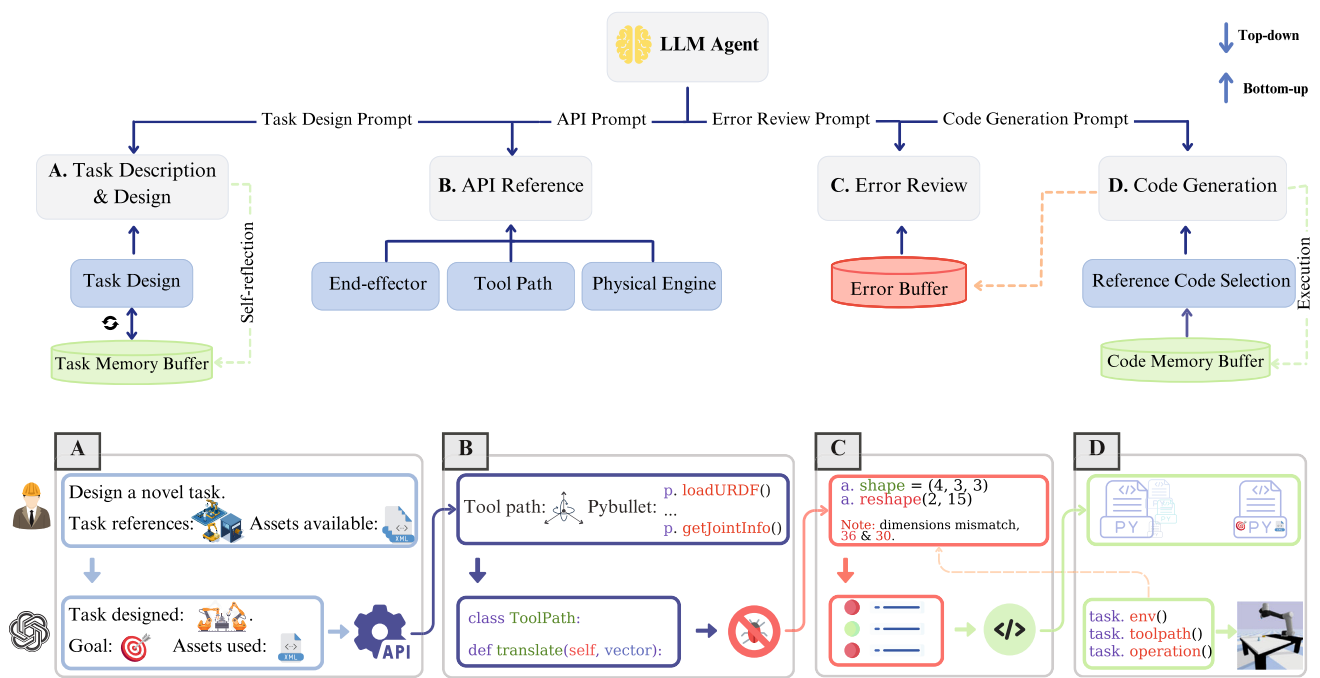 LLM Agent
Top-down
Bottom-up
Task Design Prompt
API Prompt
Error Review Prompt
Code Generation Prompt
A. Task Description
& Design
B. API Reference
C. Error Review
D. Code Generation
Self-reflection
Execution
Task Design
End-effector
Tool Path
Physical Engine
Error Buffer
Reference Code Selection
Task Memory Buffer
Code Memory Buffer
A
Design a novel task.
Task references:
Assets available:
XML
Task designed:
.
Goal:
Assets used:
XML
API
B
Tool path:
Pybullet:
p. loadURDF()
...
p. getJointInfo()
class ToolPath:
def translate(self, vector):
C
a. shape = (4, 3, 3)
a. reshape(2, 15)
Note: dimensions mismatch,
36 & 30.
</>
D
PY
PY
task. env()
task. toolpath()
task. operation()